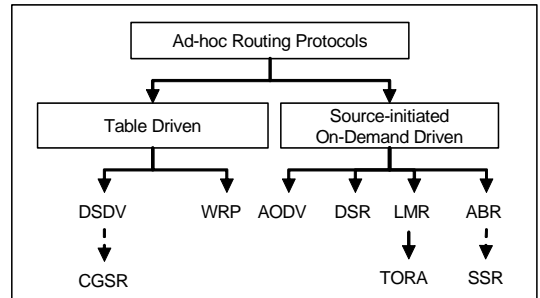 Ad-hoc Routing Protocols
Table Driven
Source-initiated
On-Demand Driven
DSDV WRP AODV DSR LMR ABR
CGSR TORA SSR